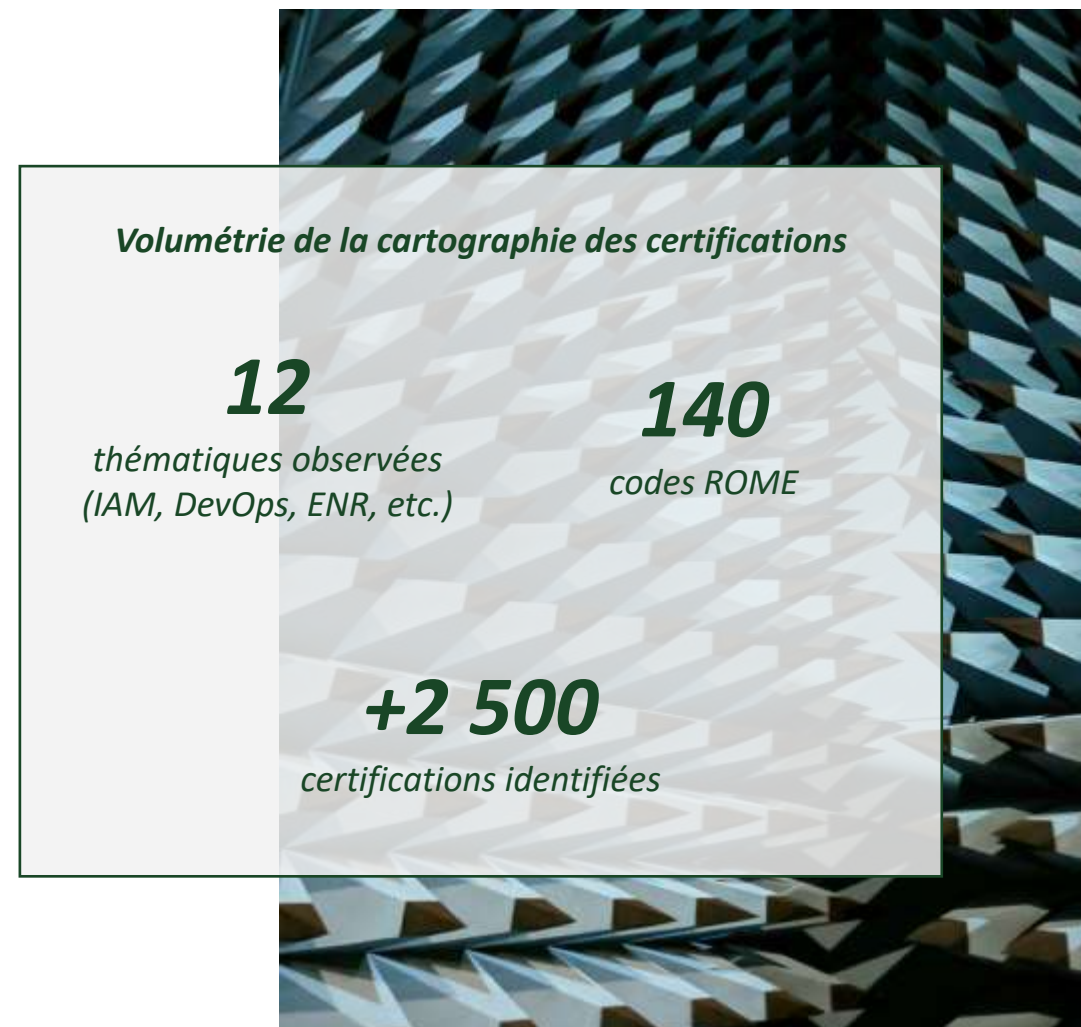 Volumétrie de la cartographie des certifications
12
thématiques observées
(IAM, DevOps, ENR, etc.)
140
codes ROME
+2 500
certifications identifiées